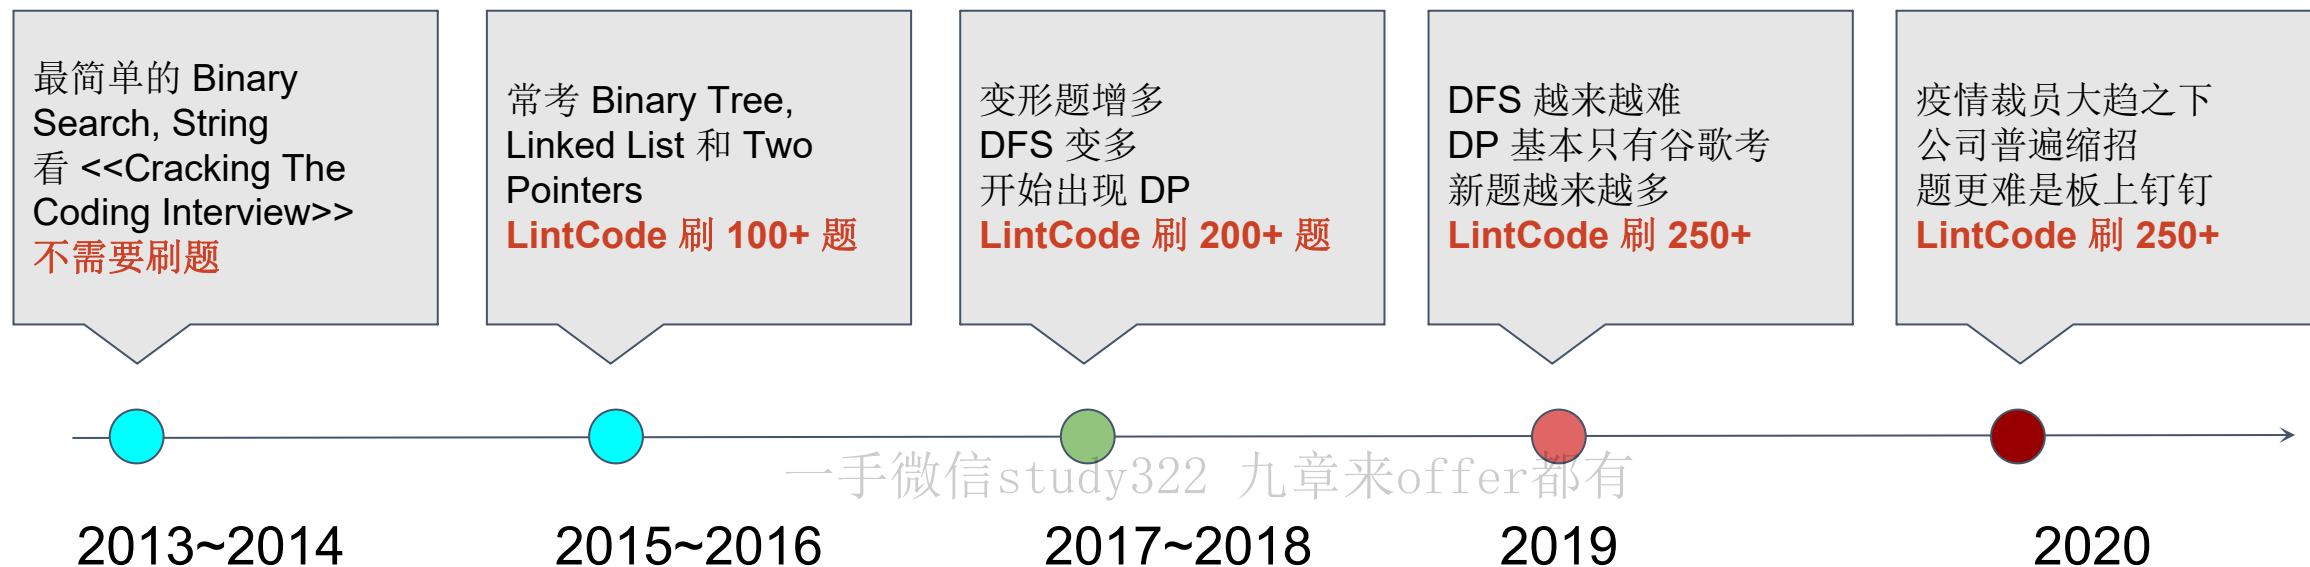 最简单的 Binary
Search, String
看 <<Cracking The
Coding Interview>>
不需要刷题
常考 Binary Tree,
Linked List 和 Two
Pointers
LintCode 刷 100+ 题
变形题增多
DFS 变多
开始出现 DP
LintCode 刷 200+ 题
DFS 越来越难
DP 基本只有谷歌考
新题越来越多
LintCode 刷 250+
疫情裁员大趋之下
公司普遍缩招
题更难是板上钉钉
LintCode 刷 250+
一手微信study322 九章来offer都有
2013~2014
2015~2016
2017~2018
2019
2020